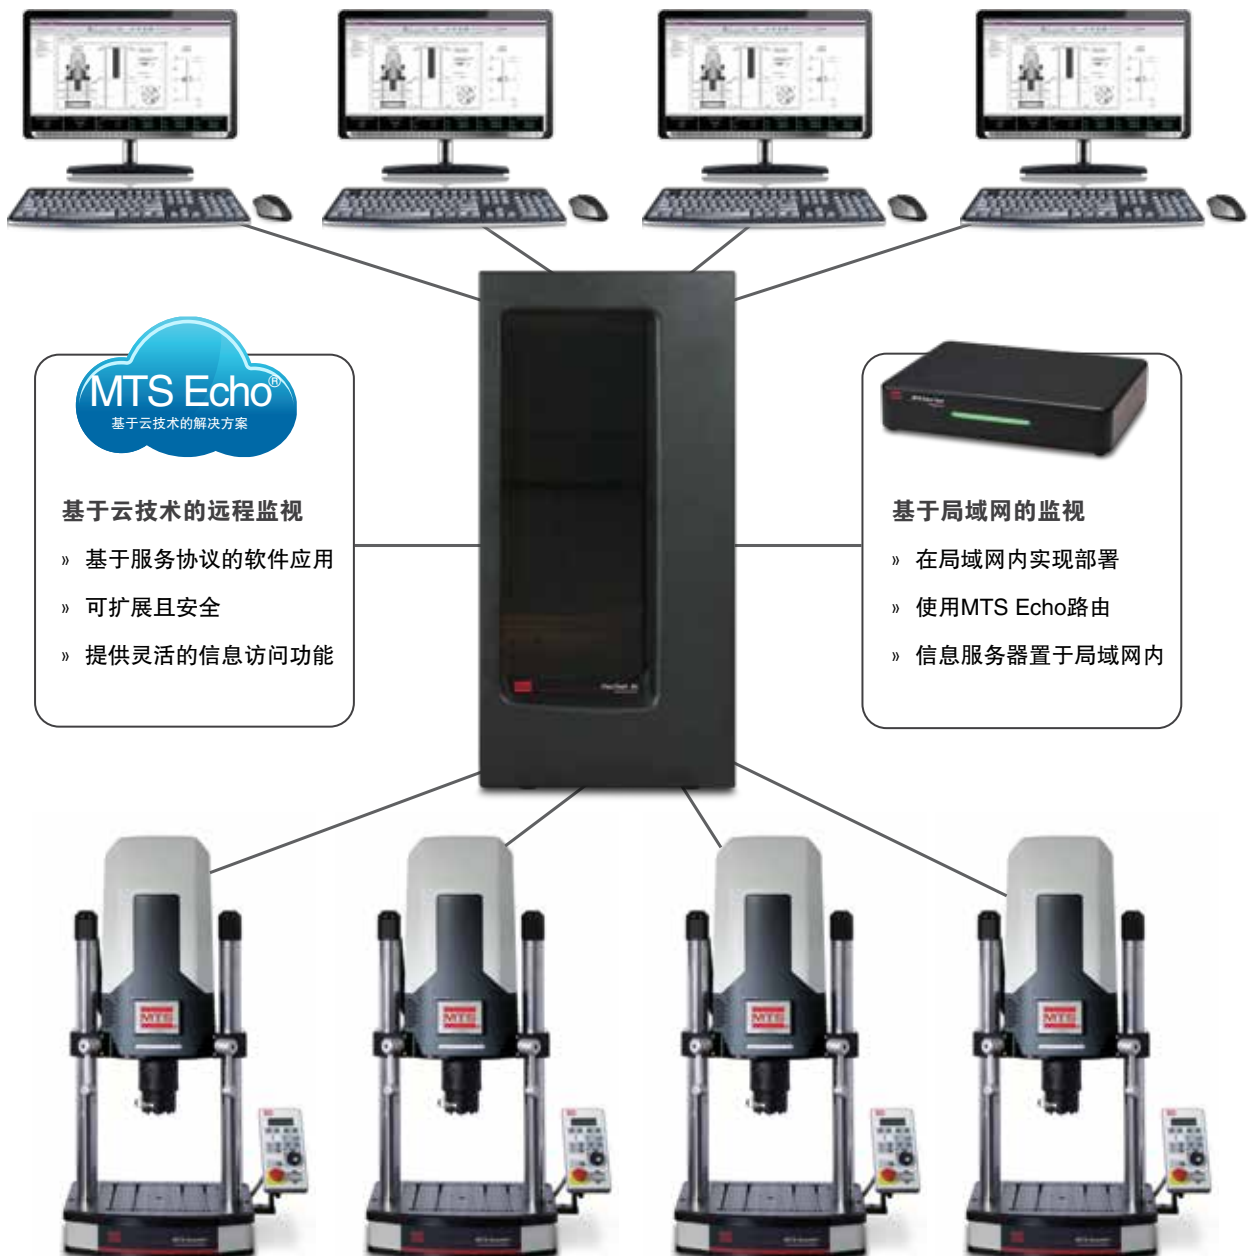 MTS Echo®
基于云技术的解决方案
基于云技术的远程监视
» 基于服务协议的软件应用
» 可扩展且安全
» 提供灵活的信息访问功能
基于局域网的监视
» 在局域网内实现部署
» 使用MTS Echo路由
» 信息服务器置于局域网内
MTS
MTS
MTS
MTS